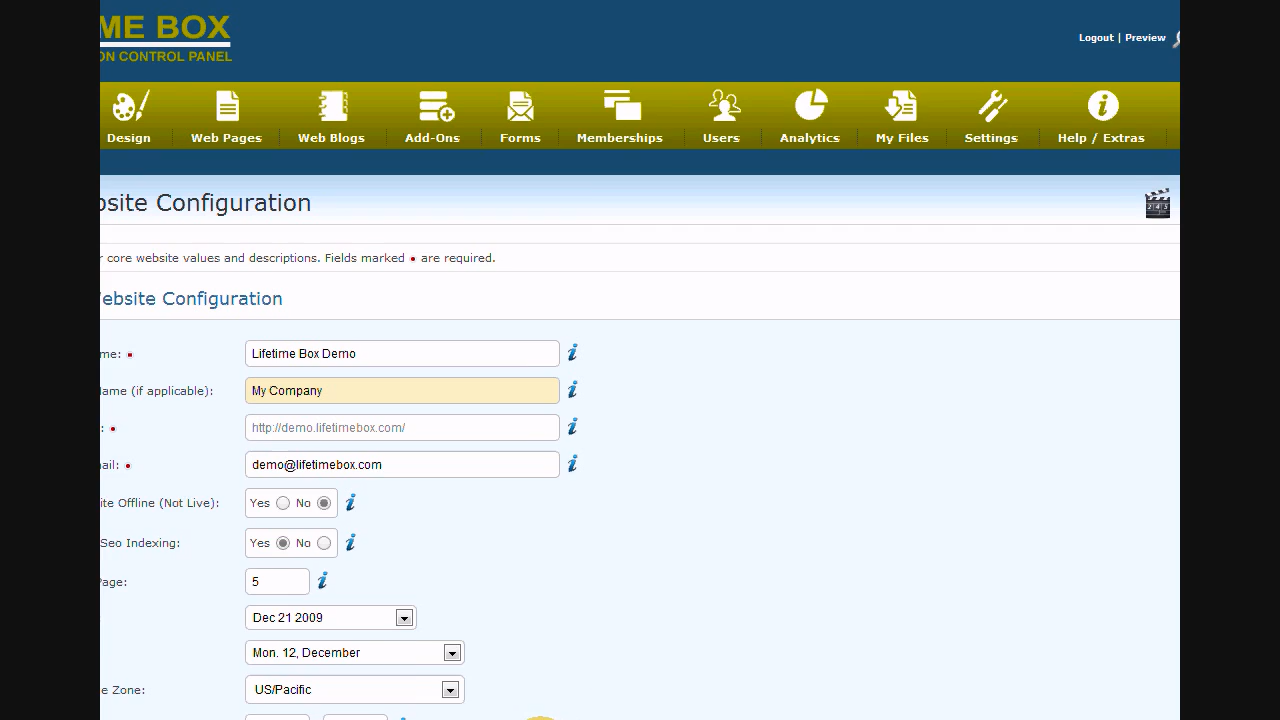 ME BOX
ON CONTROL PANEL
Logout | Preview
Design Web Pages Web Blogs Add-Ons Forms Memberships Users Analytics My Files Settings Help / Extras
site Configuration
r core website values and descriptions. Fields marked • are required.
ebsite Configuration
me: • Lifetime Box Demo
ame (if applicable): My Company
: • http://demo.lifetimebox.com/
ail: • demo@lifetimebox.com
ite Offline (Not Live): Yes No
Seo Indexing: Yes No
Page: 5
Dec 21 2009
Mon. 12, December
e Zone: US/Pacific